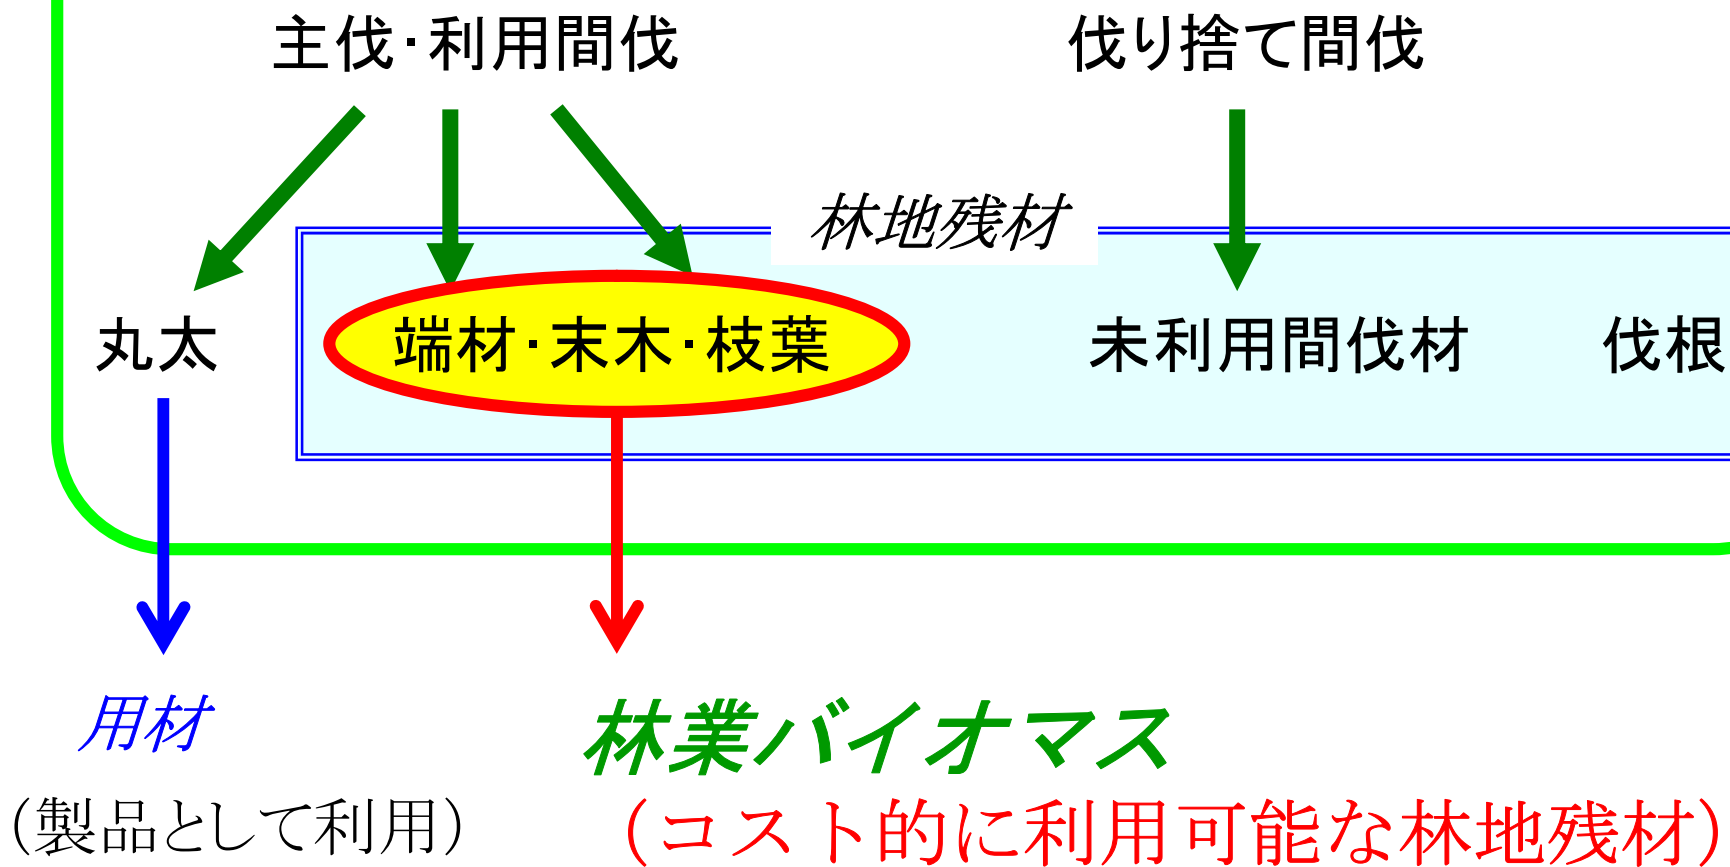 主伐・利用間伐　伐り捨て間伐
林地残材
丸太　端材・末木・枝葉　未利用間伐材　伐根
用材　林業バイオマス
（製品として利用）　（コスト的に利用可能な林地残材）